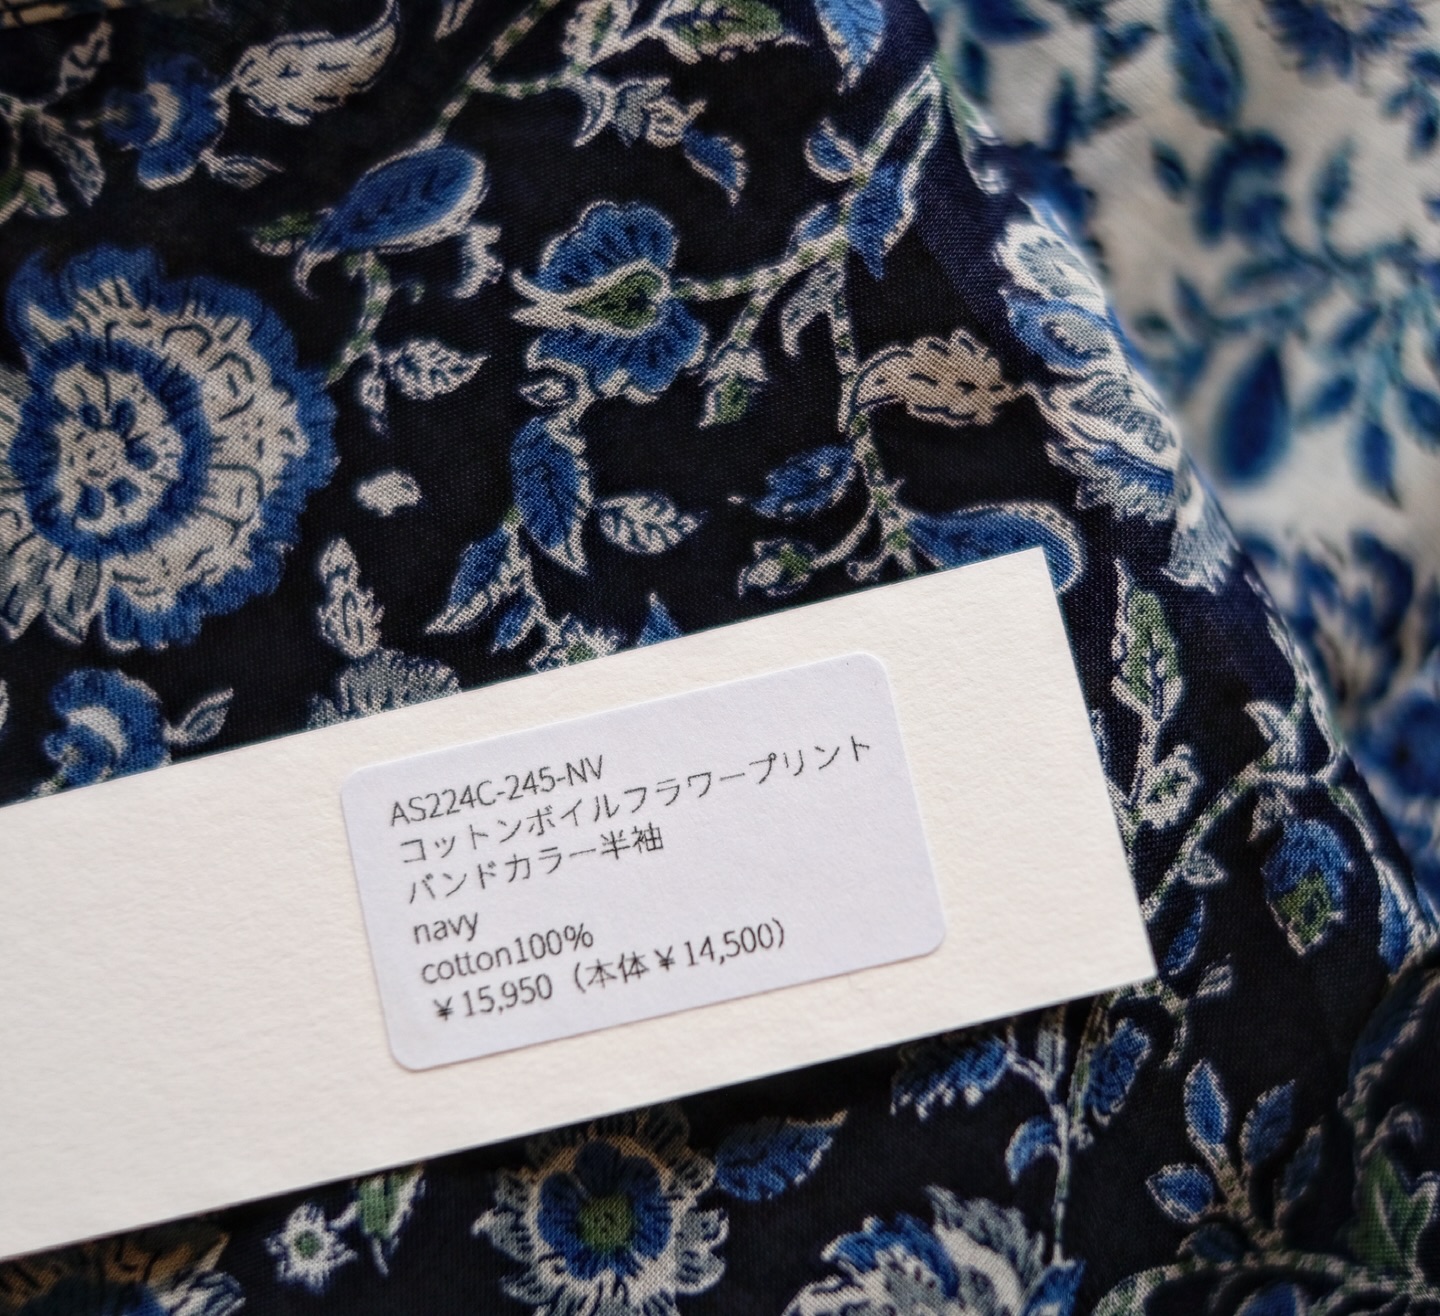 AS224C-245-NV
コットンボイルフラワープリント
バンドカラー半袖
navy
cotton100%
￥15,950（本体￥14,500）